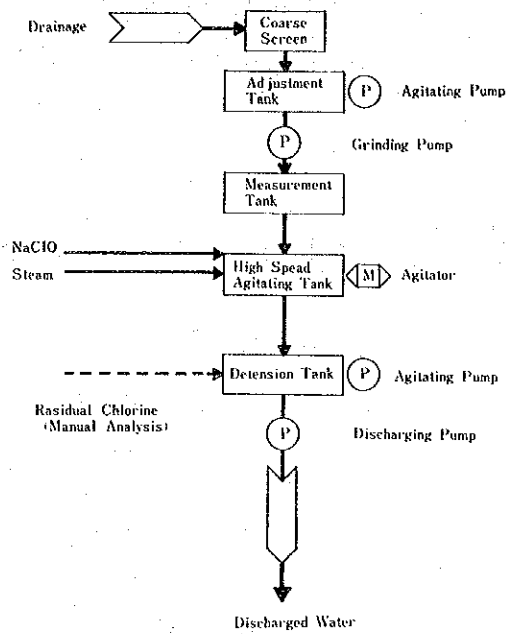 Drainage
Coarse
Screen
Adjustment
Tank
P
Agitating Pump
P
Grinding Pump
Measurement
Tank
NaClO
Steam
High Spead
Agitating Tank
M
Agitator
Detension Tank
P
Agitating Pump
Rasidual Chlorine
(Manual Analysis)
P
Discharging Pump
Discharged Water